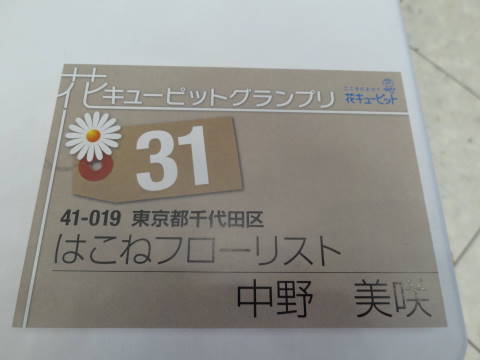 花キューピットグランプリ
花キューピット
31
41-019 東京都千代田区
はこねフローリスト
中野 美咲